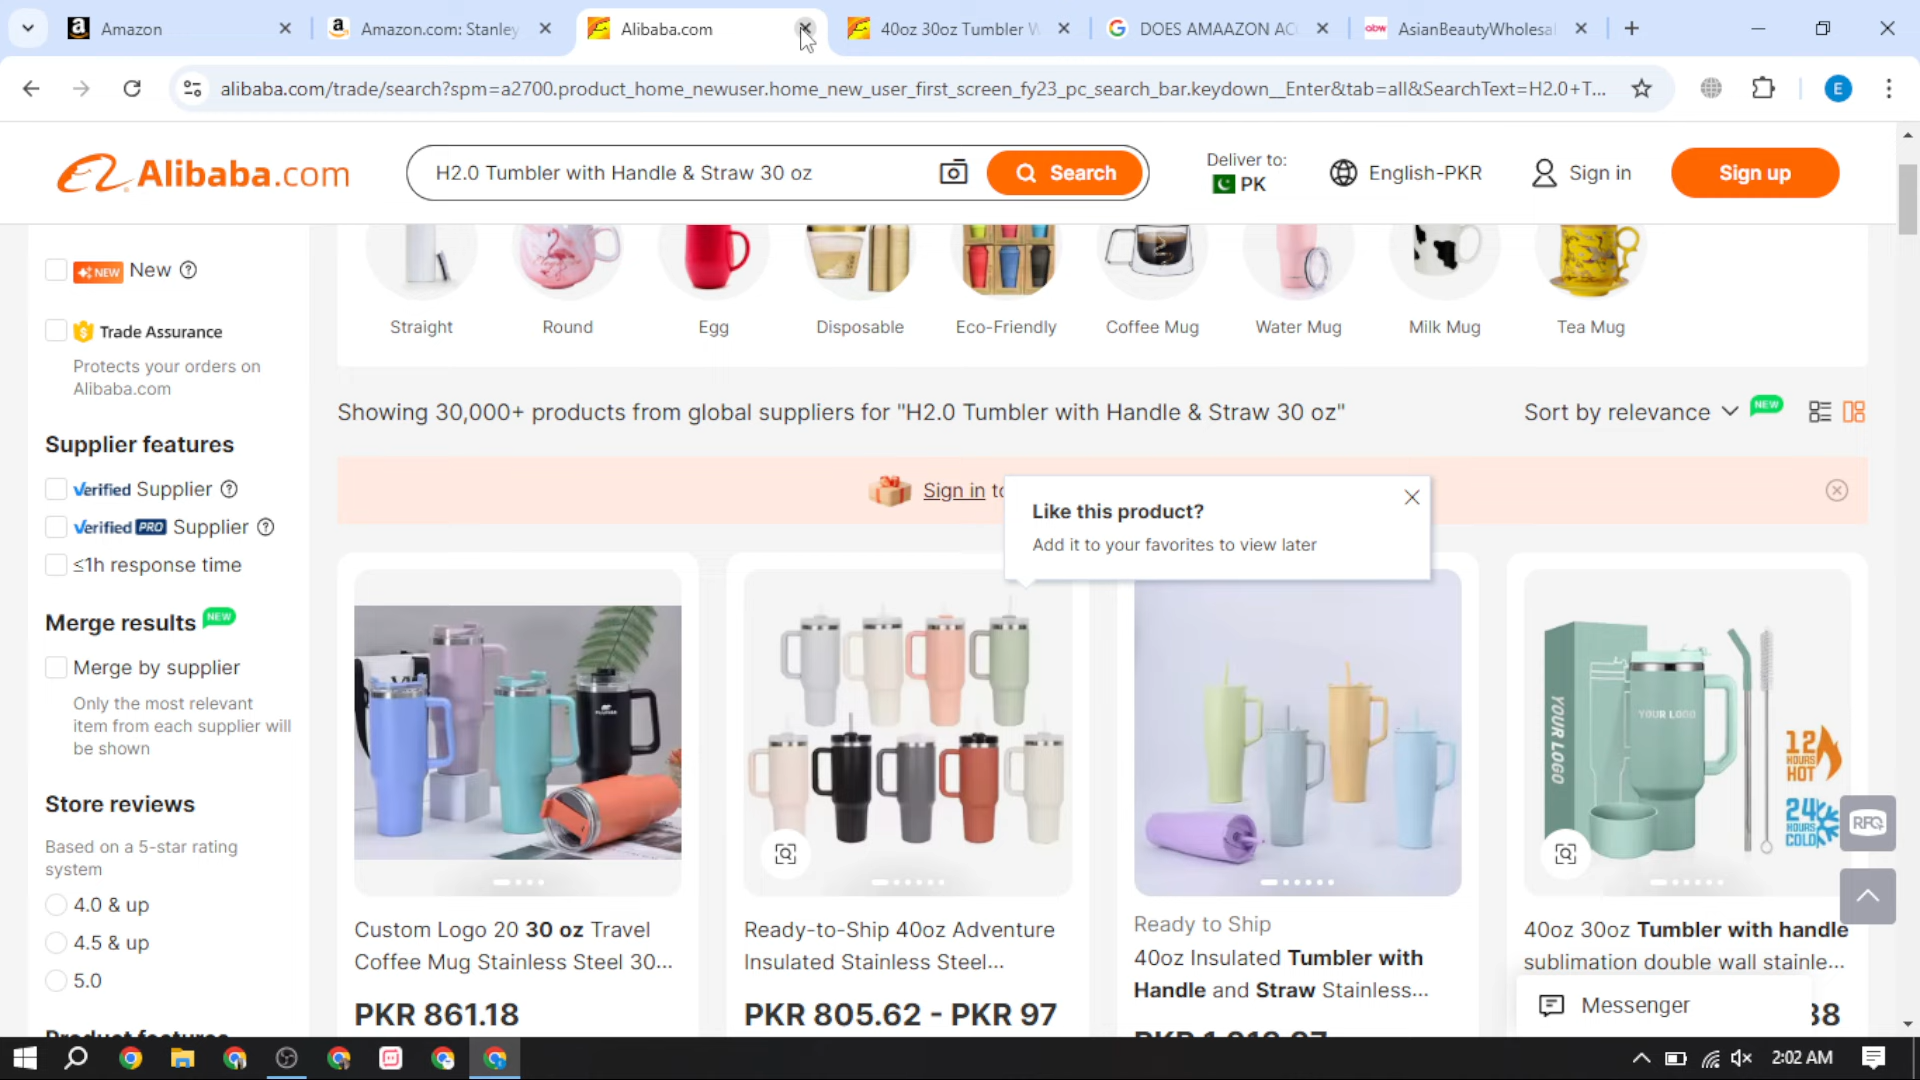 Amazon
Amazon.com: Stanley
Alibaba.com
40oz 30oz Tumbler W
DOES AMAAZON AC
AsianBeautyWholesal
alibaba.com/trade/search?spm=a2700.product_home_newuser.home_new_user_first_screen_fy23_pc_search_bar.keydown__Enter&tab=all&SearchText=H2.0+T...
E
Alibaba.com
H2.0 Tumbler with Handle & Straw 30 oz
Search
Deliver to:
PK
English-PKR
Sign in
Sign up
NEW New
Trade Assurance
Protects your orders on
Alibaba.com
Supplier features
Verified Supplier
Verified PRO Supplier
≤1h response time
Merge results NEW
Merge by supplier
Only the most relevant
item from each supplier will
be shown
Store reviews
Based on a 5-star rating
system
4.0 & up
4.5 & up
5.0
Straight
Round
Egg
Disposable
Eco-Friendly
Coffee Mug
Water Mug
Milk Mug
Tea Mug
Showing 30,000+ products from global suppliers for "H2.0 Tumbler with Handle & Straw 30 oz"
Sort by relevance
NEW
Sign in to
Like this product?
Add it to your favorites to view later
YOUR LOGO
YOUR LOGO
12
HOURS
HOT
24
HOURS
COLD
RFQ
Custom Logo 20 30 oz Travel
Coffee Mug Stainless Steel 30...
PKR 861.18
Ready-to-Ship 40oz Adventure
Insulated Stainless Steel...
PKR 805.62 - PKR 97
Ready to Ship
40oz Insulated Tumbler with
Handle and Straw Stainless...
40oz 30oz Tumbler with handle
sublimation double wall stainle...
Messenger
2:02 AM